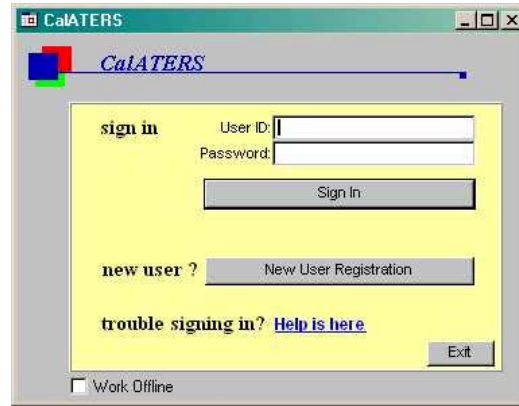 CalATERS
CalATERS
sign in
User ID:
Password:
Sign In
new user ?
New User Registration
trouble signing in? Help is here
Exit
Work Offline